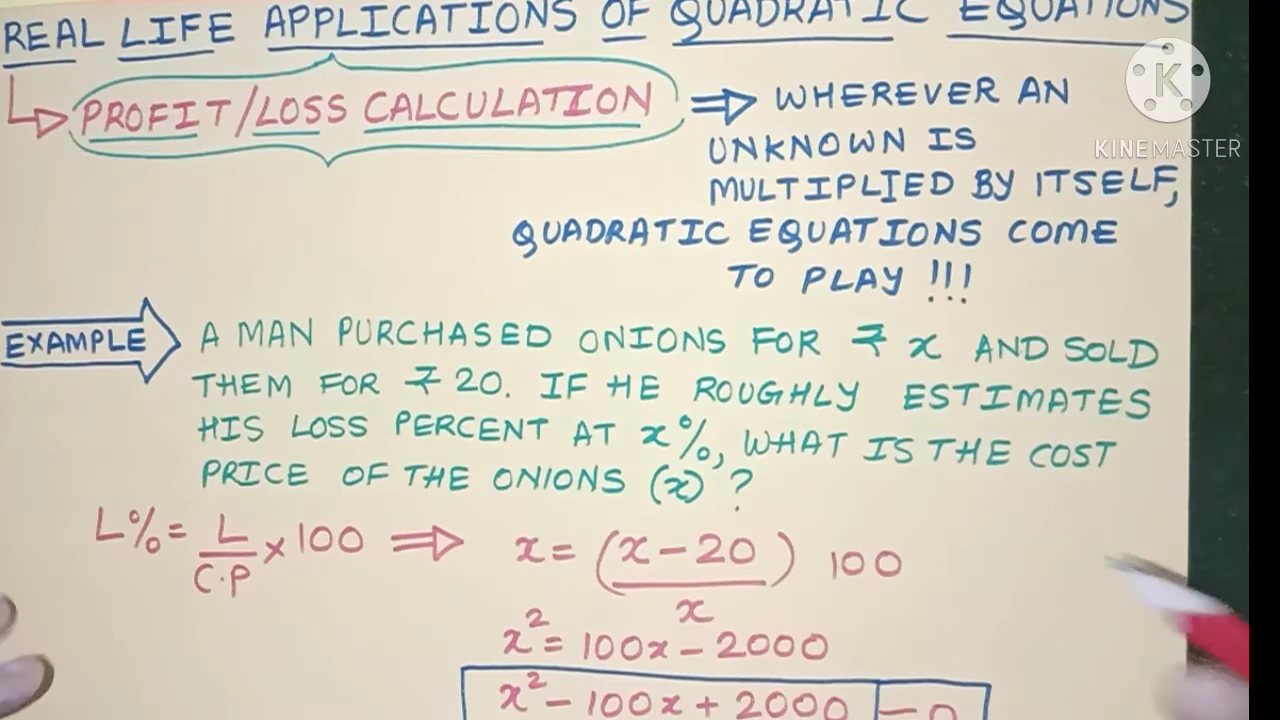 REAL LIFE APPLICATIONS OF QUADRATIC EQUATIONS
PROFIT/LOSS CALCULATION ⇒ WHEREVER AN
UNKNOWN IS
MULTIPLIED BY ITSELF,
QUADRATIC EQUATIONS COME
TO PLAY !!!
K
KINEMASTER
EXAMPLE
A MAN PURCHASED ONIONS FOR ₹ x AND SOLD
THEM FOR ₹ 20. IF HE ROUGHLY ESTIMATES
HIS LOSS PERCENT AT x%, WHAT IS THE COST
PRICE OF THE ONIONS (x) ?
L% = L/C.P × 100 ⇒ x = (x - 20)/x 100
x² = 100x - 2000
x² - 100x + 2000 = 0